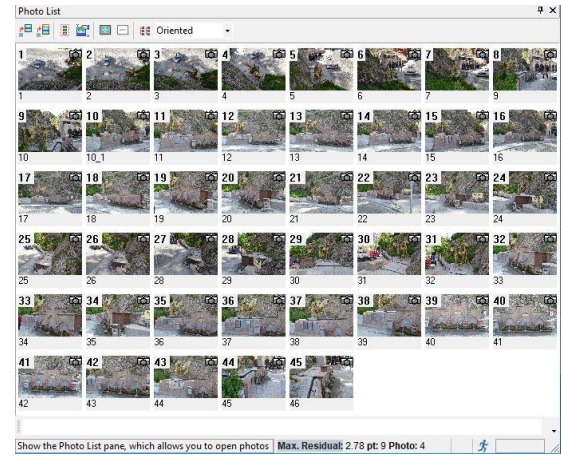 Photo List
Oriented
1 2 3 4 5 6 7 8
1 2 3 4 5 6 7 9
9 10 11 12 13 14 15 16
10 10_1 11 12 13 14 15 16
17 18 19 20 21 22 23 24
17 18 19 20 21 22 23 24
25 26 27 28 29 30 31 32
25 26 28 29 30 31 32 33
33 34 35 36 37 38 39 40
34 35 36 37 38 39 40 41
41 42 43 44 45
42 43 44 45 46
Show the Photo List pane, which allows you to open photos Max. Residual: 2.78 pt: 9 Photo: 4